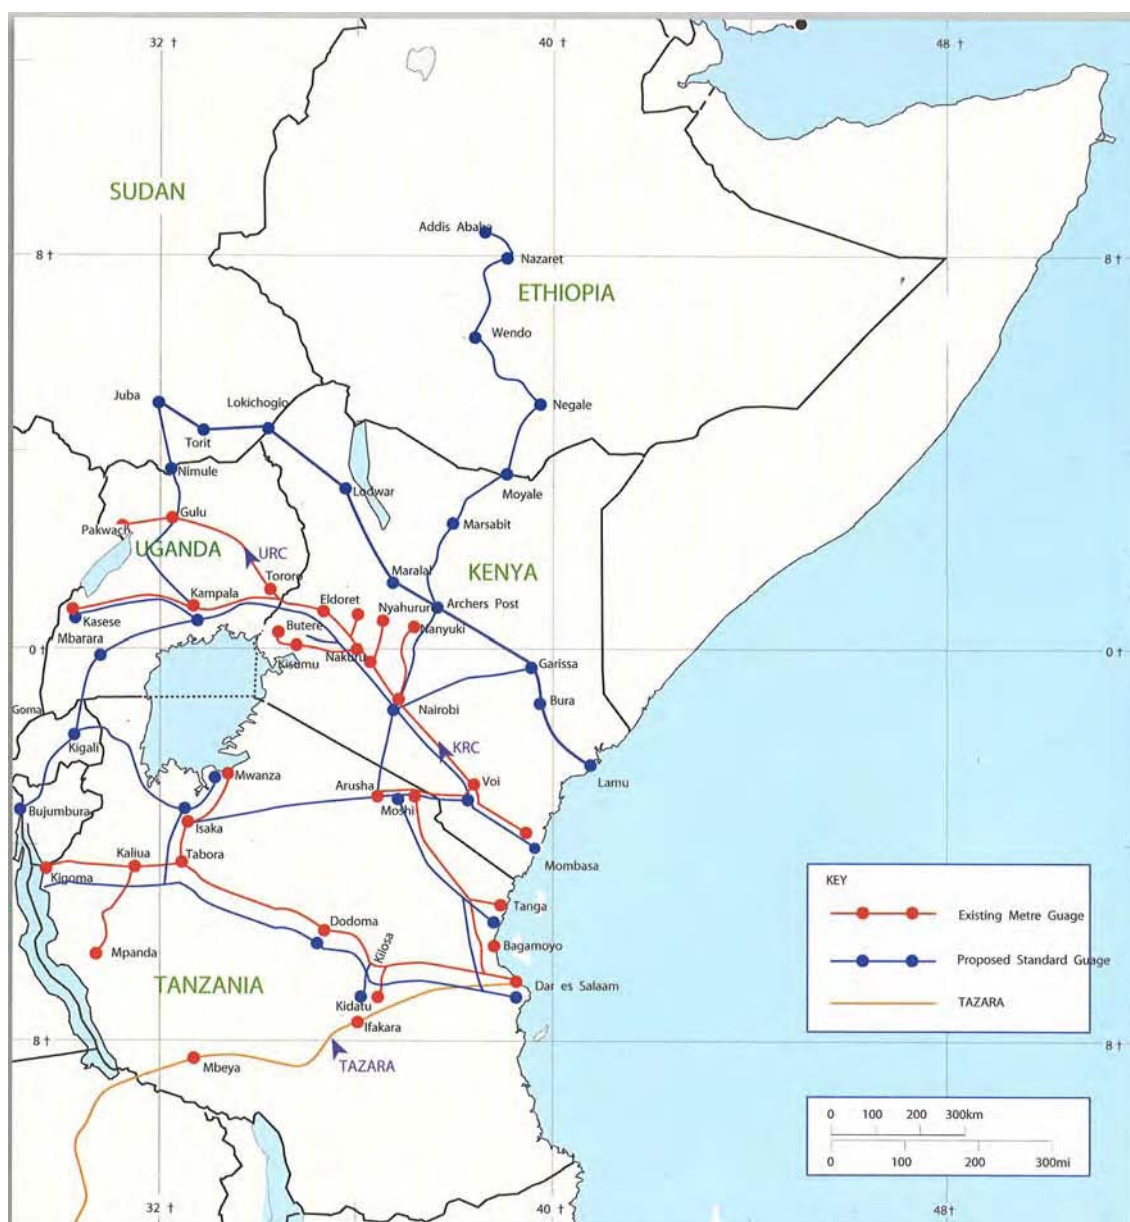 32 †
40 †
48 †
SUDAN
Addis Ababa
8 †
Nazaret
8 †
ETHIOPIA
Wendo
Juba
Lokichogio
Negale
Torit
Nimule
Lodwar
Moyale
Gulu
Marsabit
Pakwach
UGANDA
URC
Tororo
Maralal
KENYA
Kampala
Eldoret
Nyahururu
Archers Post
Kasese
Butere
Nanyuki
Mbarara
0 †
Kisumu
Nakuru
Garissa
0 †
Bura
Goma
Nairobi
Kigali
KRC
Mwanza
Arusha
Voi
Lamu
Bujumbura
Moshi
Isaka
Kaliua
Tabora
Mombasa
Kigoma
KEY
Tanga
Existing Metre Guage
Dodoma
Mpanda
Kilosa
Bagamoyo
Proposed Standard Guage
TANZANIA
Dar es Salaam
Kidatu
TAZARA
Ifakara
8 †
8 †
Mbeya
TAZARA
0 100 200 300km
0 100 200 300mi
32 †
40 †
48†